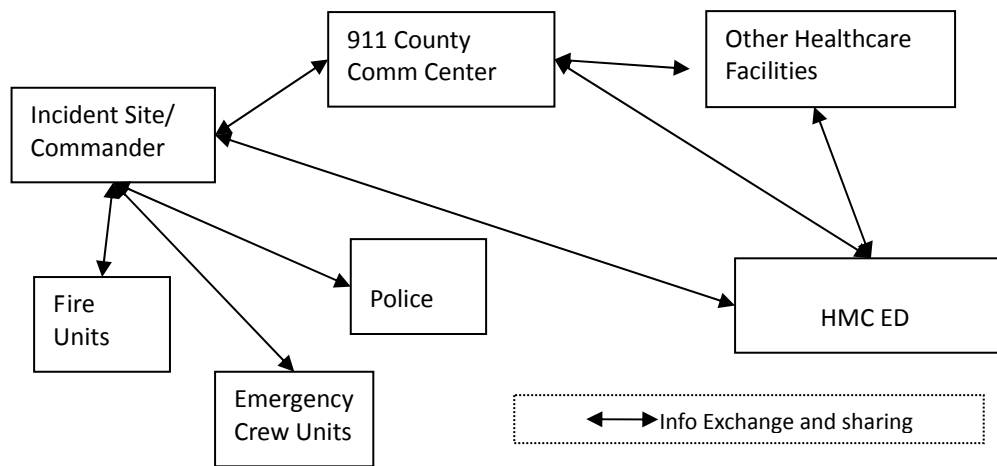 911 County
Comm Center
Other Healthcare
Facilities
Incident Site/
Commander
Fire
Units
Police
HMC ED
Emergency
Crew Units
Info Exchange and sharing